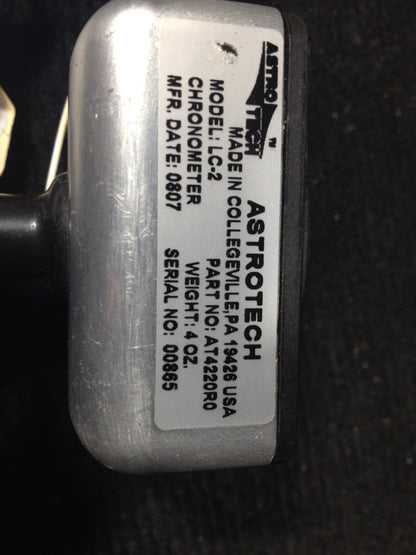 ASTRO
TECH
TM
ASTROTECH
MADE IN COLLEGEVILLE, PA 19426 USA
MODEL: LC-2 PART NO: AT4220R0
CHRONOMETER WEIGHT: 4 OZ.
MFR. DATE: 0807 SERIAL NO: 00865